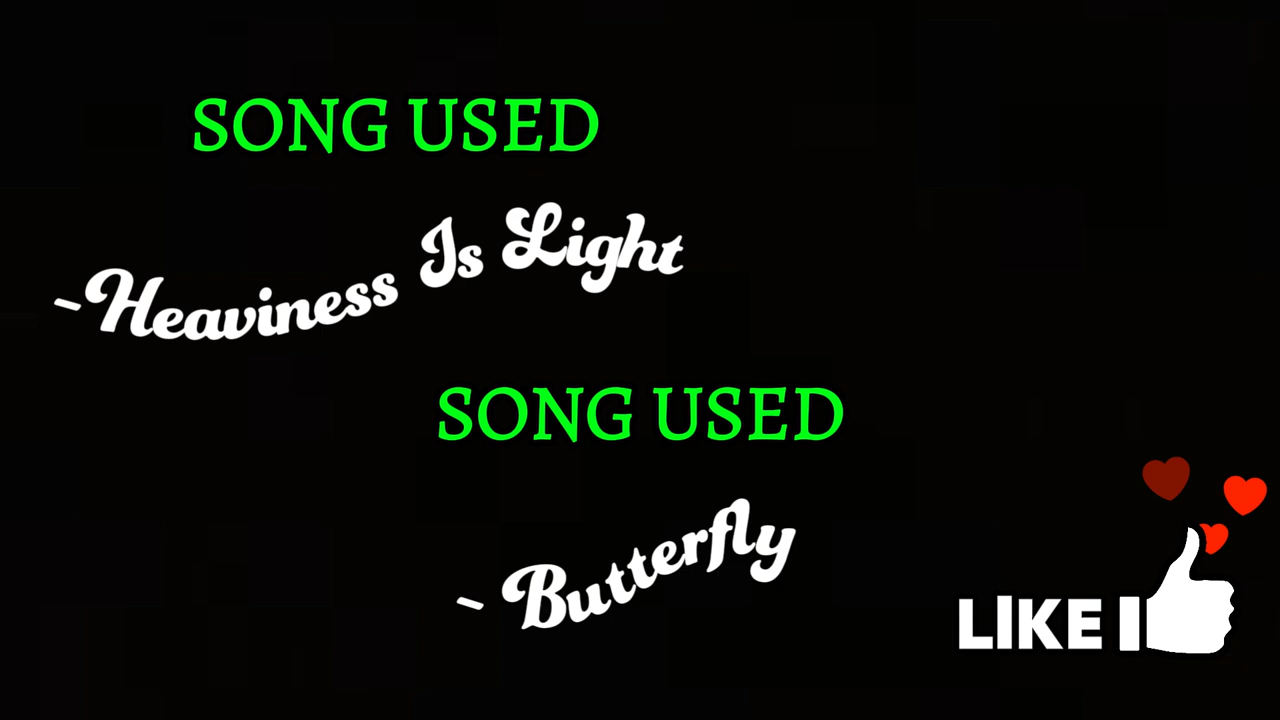 SONG USED
~Heaviness Is Light
SONG USED
~ Butterfly
LIKE